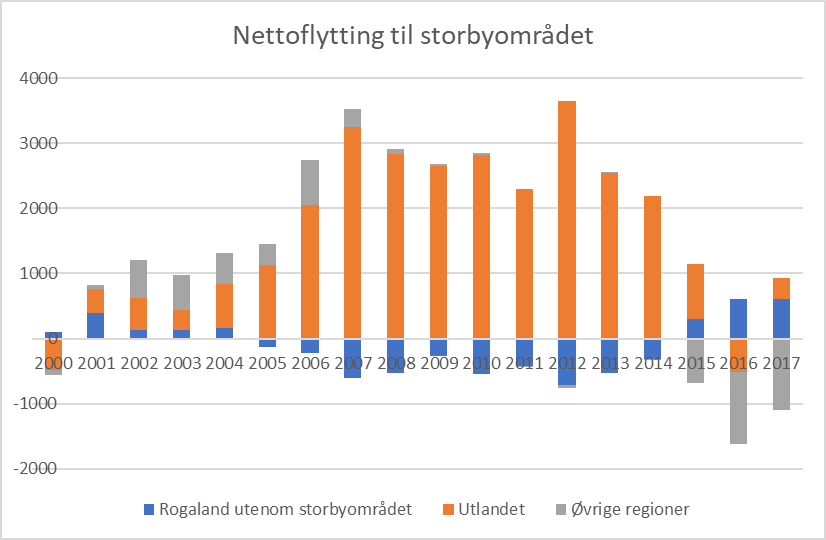 Nettoflytting til storbyområdet
4000
3000
2000
1000
0
2000 2001 2002 2003 2004 2005 2006 2007 2008 2009 2010 2011 2012 2013 2014 2015 2016 2017
-1000
-2000
Rogaland utenom storbyområdet Utlandet Øvrige regioner